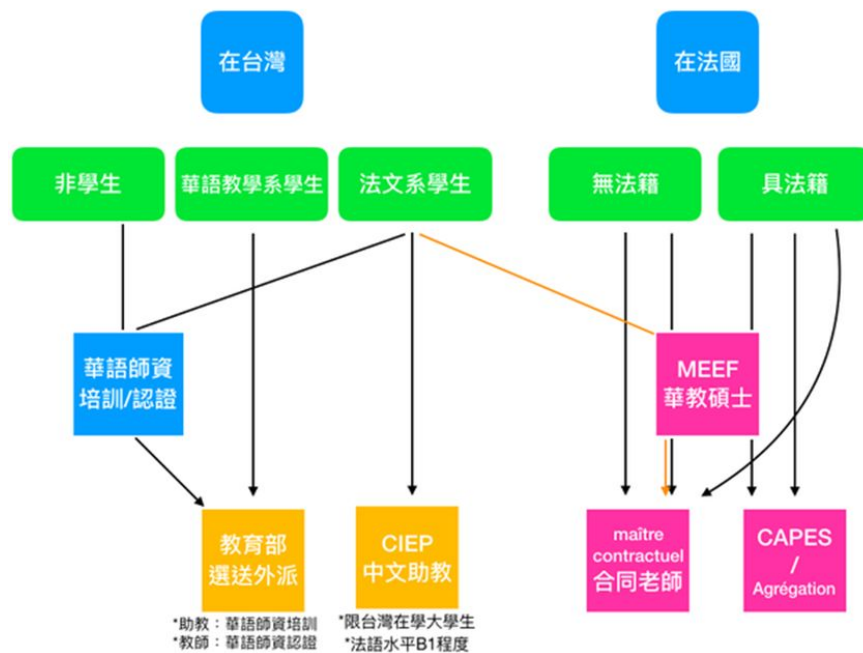 在台灣
在法國
非學生
華語教學系學生
法文系學生
無法籍
具法籍
華語師資
培訓/認證
MEEF
華教碩士
教育部
選送外派
CIEP
中文助教
maître
contractuel
合同老師
CAPES
/
Agrégation
*助教：華語師資培訓
*教師：華語師資認證
*限台灣在學大學生
*法語水平B1程度